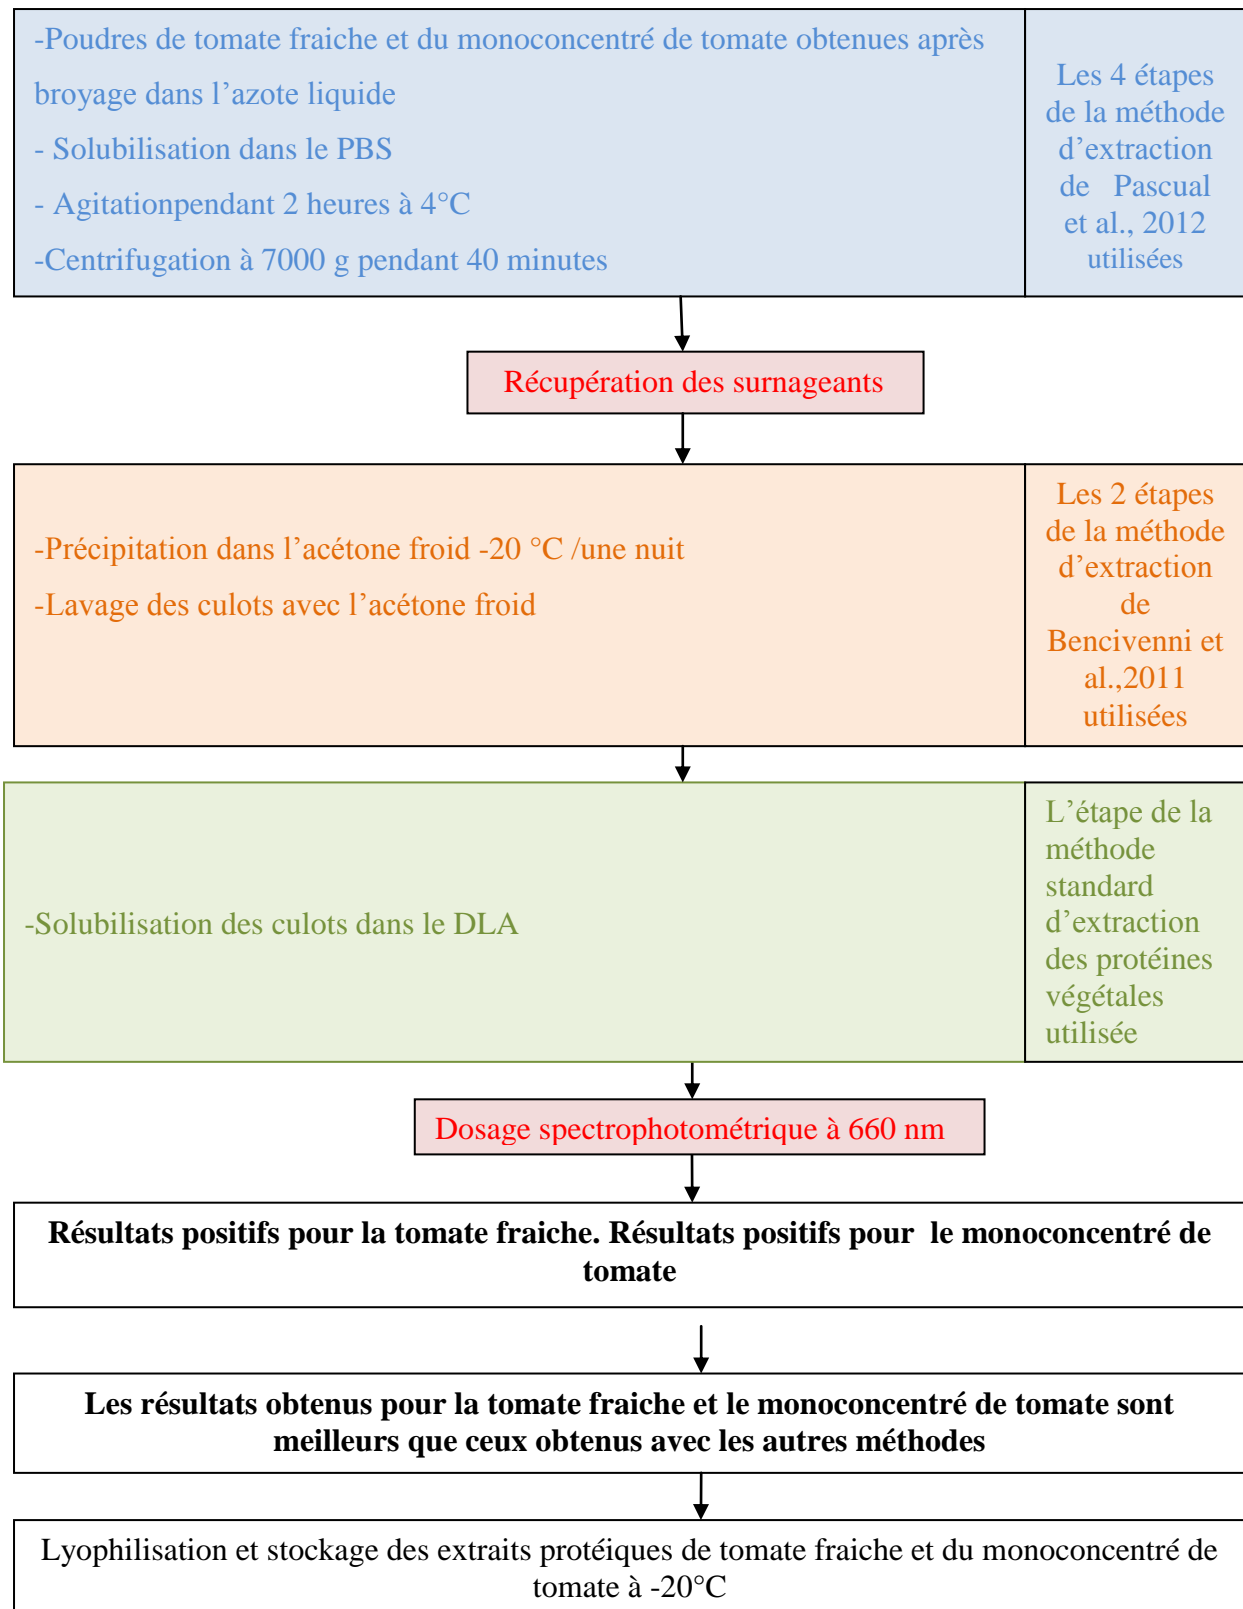 -Poudres de tomate fraiche et du monoconcentré de tomate obtenues après
broyage dans l’azote liquide
- Solubilisation dans le PBS
- Agitationpendant 2 heures à 4°C
-Centrifugation à 7000 g pendant 40 minutes
Les 4 étapes
de la méthode
d’extraction
de Pascual
et al., 2012
utilisées
Récupération des surnageants
-Précipitation dans l’acétone froid -20 °C /une nuit
-Lavage des culots avec l’acétone froid
Les 2 étapes
de la méthode
d’extraction
de
Bencivenni et
al.,2011
utilisées
-Solubilisation des culots dans le DLA
L’étape de la
méthode
standard
d’extraction
des protéines
végétales
utilisée
Dosage spectrophotométrique à 660 nm
Résultats positifs pour la tomate fraiche. Résultats positifs pour le monoconcentré de
tomate
Les résultats obtenus pour la tomate fraiche et le monoconcentré de tomate sont
meilleurs que ceux obtenus avec les autres méthodes
Lyophilisation et stockage des extraits protéiques de tomate fraiche et du monoconcentré de
tomate à -20°C